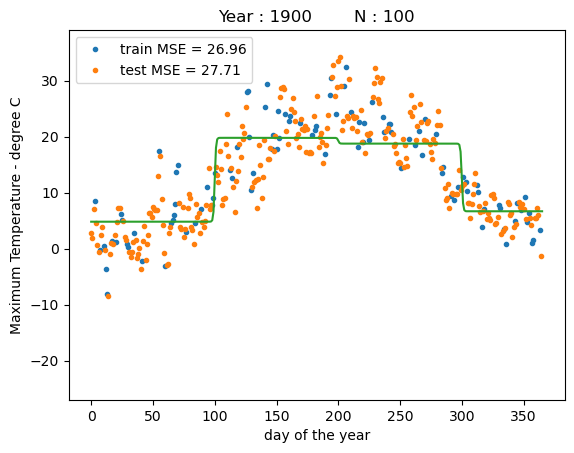 Year : 1900 N : 100
train MSE = 26.96
test MSE = 27.71
Maximum Temperature - degree C
30
20
10
0
−10
−20
0 50 100 150 200 250 300 350
day of the year